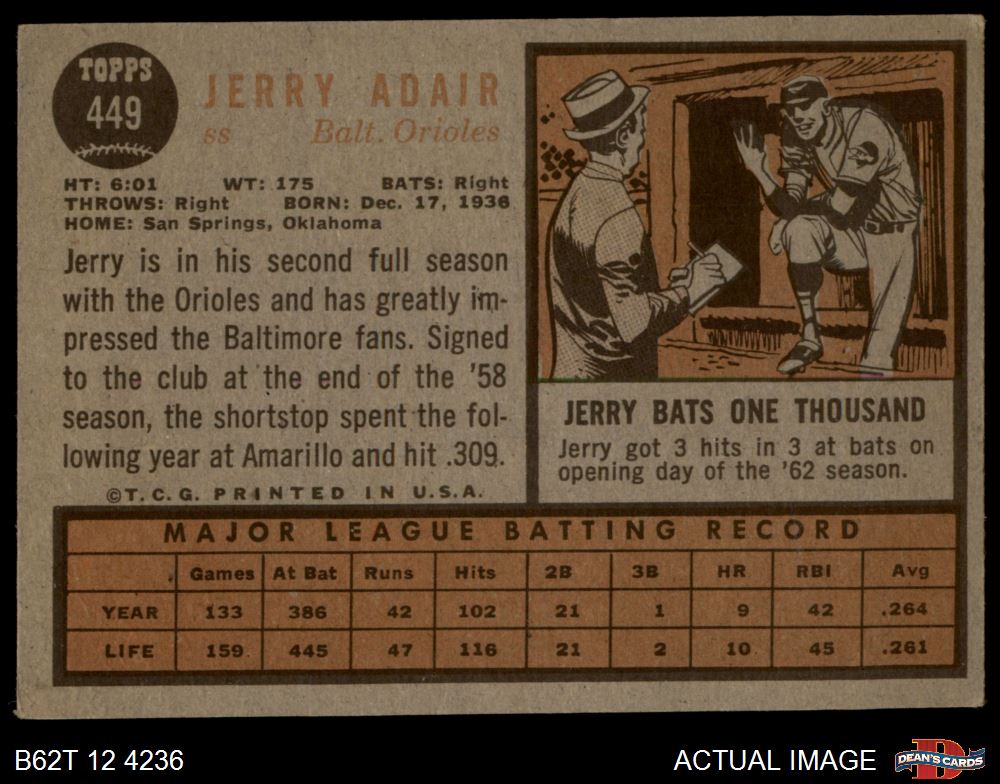 TOPPS
449
JERRY ADAIR
ss Balt. Orioles
HT: 6:01 WT: 175 BATS: Right
THROWS: Right BORN: Dec. 17, 1936
HOME: San Springs, Oklahoma
Jerry is in his second full season
with the Orioles and has greatly im-
pressed the Baltimore fans. Signed
to the club at the end of the '58
season, the shortstop spent the fol-
lowing year at Amarillo and hit .309.
©T.C.G. PRINTED IN U.S.A.
JERRY BATS ONE THOUSAND
Jerry got 3 hits in 3 at bats on
opening day of the '62 season.
MAJOR LEAGUE BATTING RECORD
Games At Bat Runs Hits 2B 3B HR RBI Avg
YEAR 133 386 42 102 21 1 9 42 .264
LIFE 159 445 47 116 21 2 10 45 .261
B62T 12 4236 ACTUAL IMAGE DEAN'S CARDS